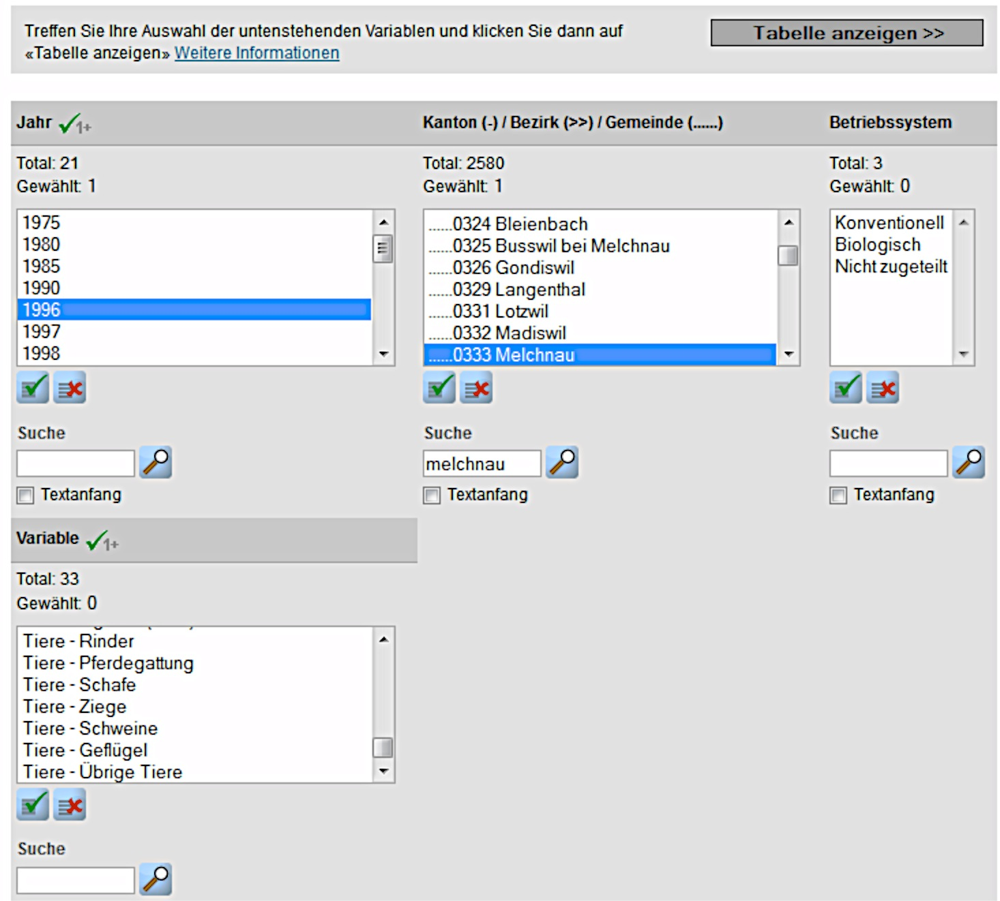 Treffen Sie Ihre Auswahl der untenstehenden Variablen und klicken Sie dann auf
«Tabelle anzeigen» Weitere Informationen
Tabelle anzeigen >>
Jahr 1+
Total: 21
Gewählt: 1
1975
1980
1985
1990
1996
1997
1998
Suche
Textanfang
Kanton (-) / Bezirk (>>) / Gemeinde (......)
Total: 2580
Gewählt: 1
......0324 Bleienbach
......0325 Busswil bei Melchnau
......0326 Gondiswil
......0329 Langenthal
......0331 Lotzwil
......0332 Madiswil
......0333 Melchnau
Suche
melchnau
Textanfang
Betriebssystem
Total: 3
Gewählt: 0
Konventionell
Biologisch
Nicht zugeteilt
Suche
Textanfang
Variable 1+
Total: 33
Gewählt: 0
Tiere - Rinder
Tiere - Pferdegattung
Tiere - Schafe
Tiere - Ziege
Tiere - Schweine
Tiere - Geflügel
Tiere - Übrige Tiere
Suche